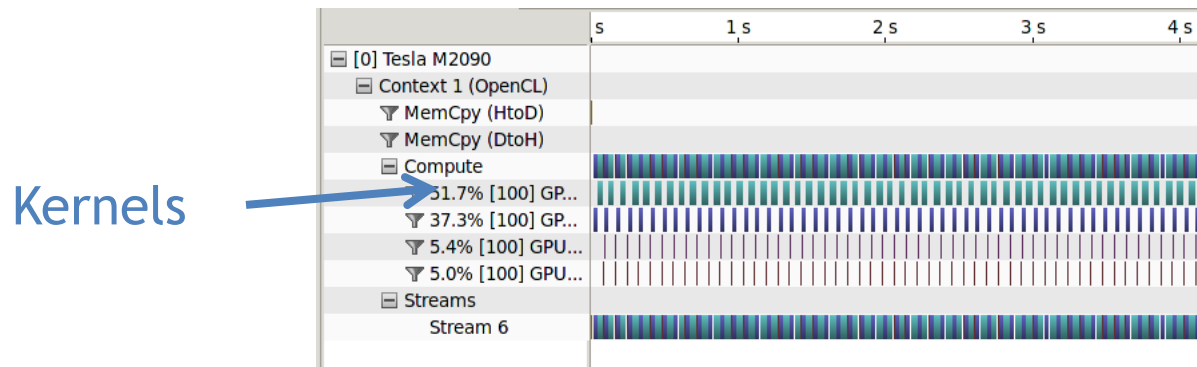 s 1 s 2 s 3 s 4 s
[0] Tesla M2090
Context 1 (OpenCL)
MemCpy (HtoD)
MemCpy (DtoH)
Compute
Kernels
51.7% [100] GP...
37.3% [100] GP...
5.4% [100] GPU...
5.0% [100] GPU...
Streams
Stream 6